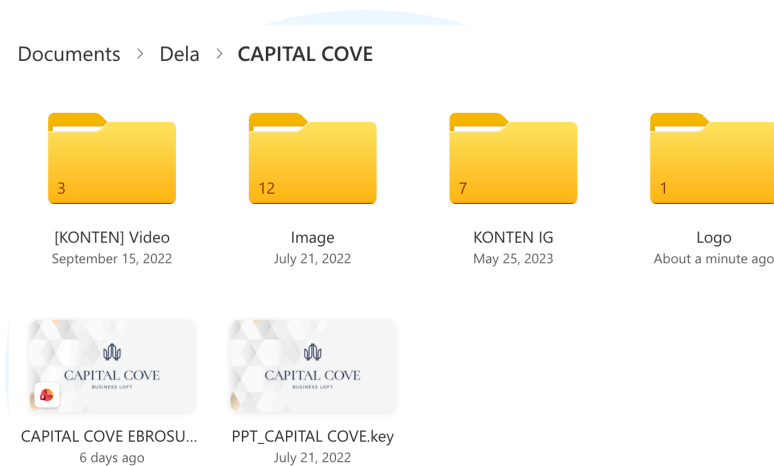 Documents > Dela > CAPITAL COVE
3
12
7
1
[KONTEN] Video
Image
KONTEN IG
Logo
September 15, 2022
July 21, 2022
May 25, 2023
About a minute ago
CAPITAL COVE
BUSINESS LOFT
CAPITAL COVE
BUSINESS LOFT
CAPITAL COVE EBROSU...
PPT_CAPITAL COVE.key
6 days ago
July 21, 2022